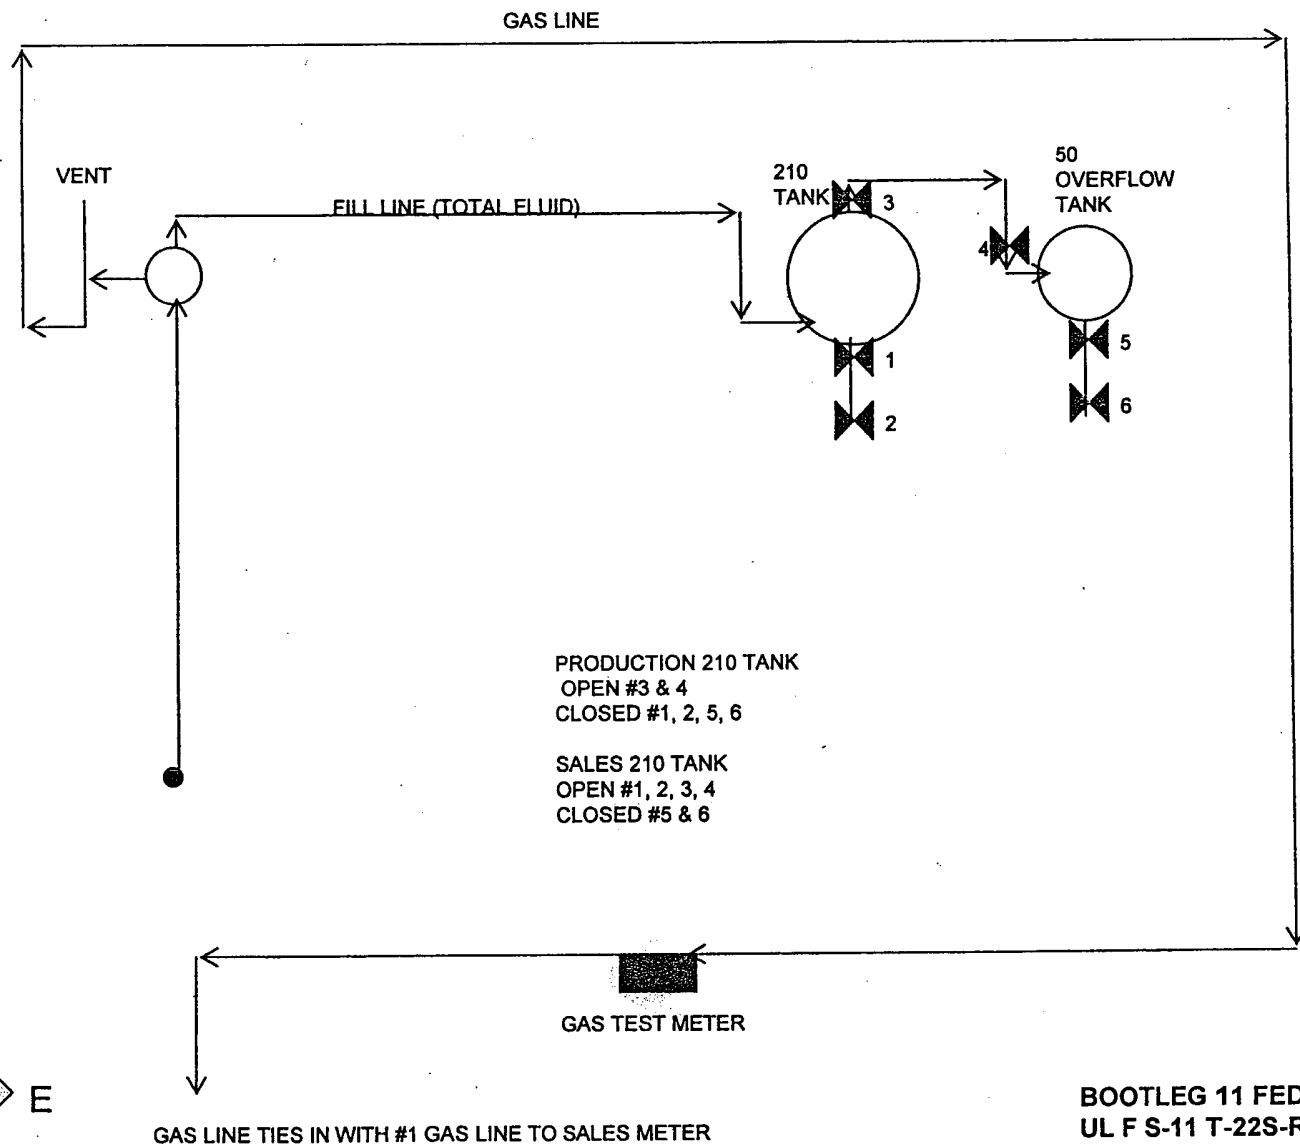 GAS LINE
VENT
FILL LINE (TOTAL FLUID)
210
TANK
3
50
OVERFLOW
TANK
4
1
2
5
6
PRODUCTION 210 TANK
OPEN #3 & 4
CLOSED #1, 2, 5, 6
SALES 210 TANK
OPEN #1, 2, 3, 4
CLOSED #5 & 6
GAS TEST METER
E
GAS LINE TIES IN WITH #1 GAS LINE TO SALES METER
BOOTLEG 11 FED
UL F S-11 T-22S-R